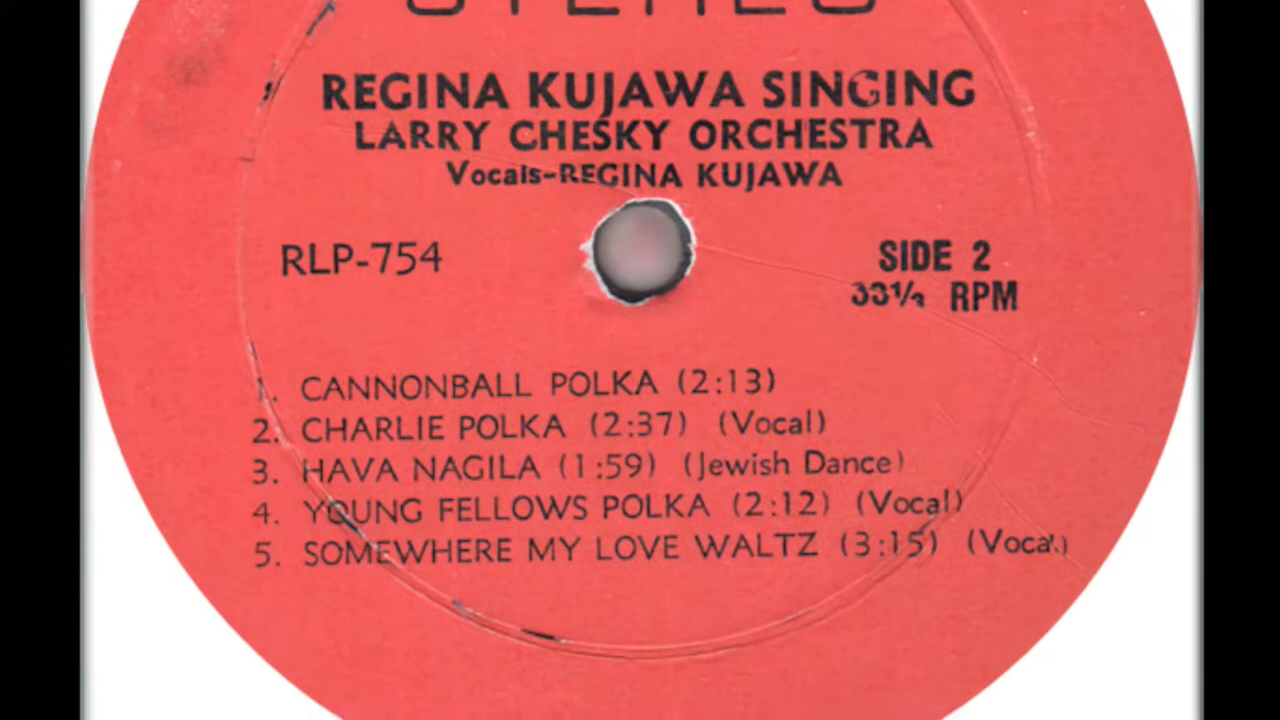 STEREO
REGINA KUJAWA SINGING
LARRY CHESKY ORCHESTRA
Vocals-REGINA KUJAWA
RLP-754
SIDE 2
33⅓ RPM
1. CANNONBALL POLKA (2:13)
2. CHARLIE POLKA (2:37) (Vocal)
3. HAVA NAGILA (1:59) (Jewish Dance)
4. YOUNG FELLOWS POLKA (2:12) (Vocal)
5. SOMEWHERE MY LOVE WALTZ (3:15) (Vocal)